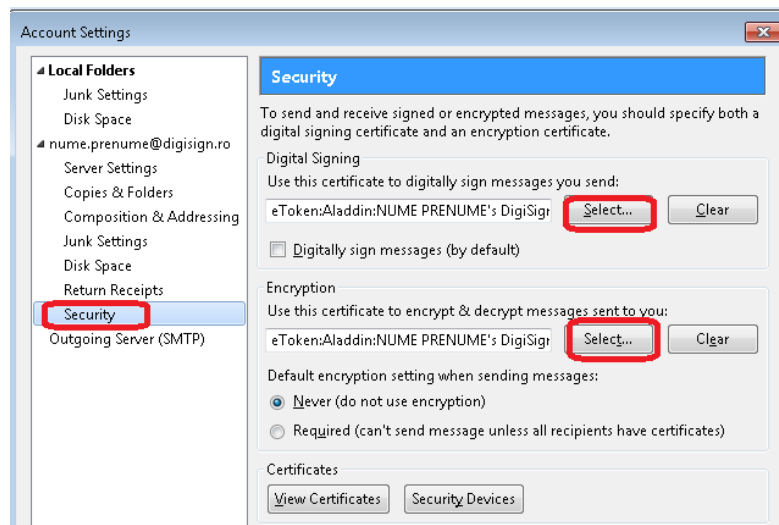 Account Settings
Local Folders
Junk Settings
Disk Space
nume.prenume@digisign.ro
Server Settings
Copies & Folders
Composition & Addressing
Junk Settings
Disk Space
Return Receipts
Security
Outgoing Server (SMTP)
Security
To send and receive signed or encrypted messages, you should specify both a
digital signing certificate and an encryption certificate.
Digital Signing
Use this certificate to digitally sign messages you send:
eToken:Aladdin:NUME PRENUME's DigiSigr Select... Clear
Digitally sign messages (by default)
Encryption
Use this certificate to encrypt & decrypt messages sent to you:
eToken:Aladdin:NUME PRENUME's DigiSigr Select... Clear
Default encryption setting when sending messages:
Never (do not use encryption)
Required (can't send message unless all recipients have certificates)
Certificates
View Certificates Security Devices